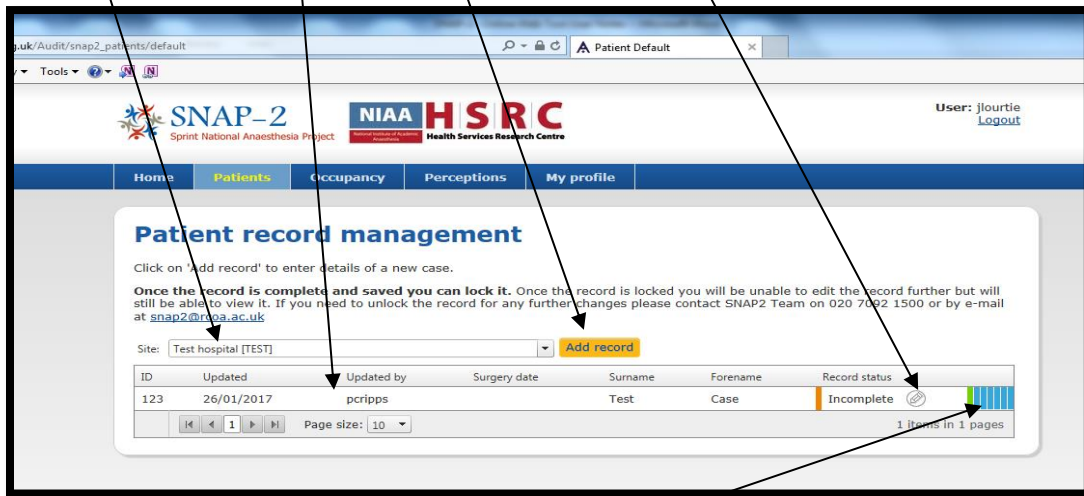 g.uk/Audit/snap2_patients/default
Patient Default
Tools
SNAP-2
Sprint National Anaesthesia Project
NIAA
National Institute of Academic Anaesthesia
HSRC
Health Services Research Centre
User: jlourtie
Logout
Home Patients Occupancy Perceptions My profile
Patient record management
Click on 'Add record' to enter details of a new case.
Once the record is complete and saved you can lock it. Once the record is locked you will be unable to edit the record further but will
still be able to view it. If you need to unlock the record for any further changes please contact SNAP2 Team on 020 7092 1500 or by e-mail
at snap2@rcoa.ac.uk
Site: Test hospital [TEST] Add record
ID Updated Updated by Surgery date Surname Forename Record status
123 26/01/2017 pcripps Test Case Incomplete
1 Page size: 10 1 items in 1 pages